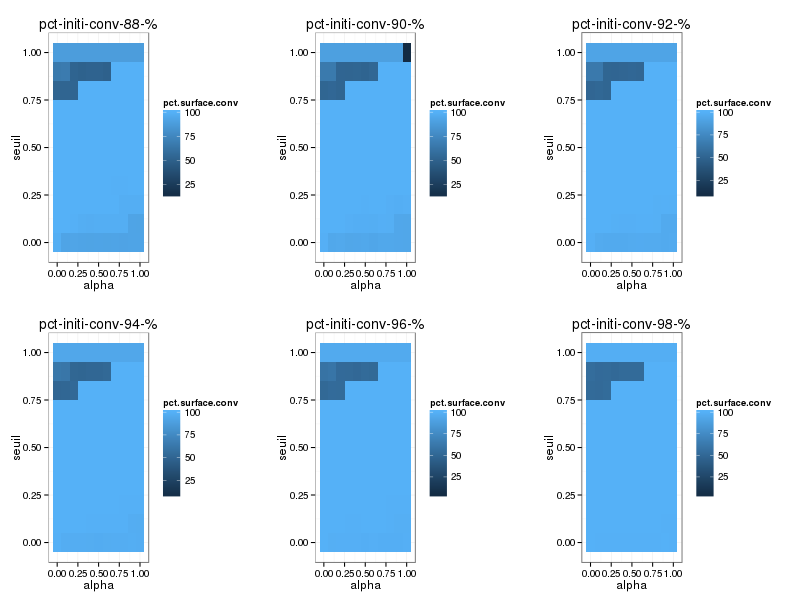 pct-initi-conv-88-%
1.00
0.75
0.50
0.25
0.00
seuil
0.00 0.25 0.50 0.75 1.00
alpha
pct.surface.conv
100
75
50
25
pct-initi-conv-90-%
1.00
0.75
0.50
0.25
0.00
seuil
0.00 0.25 0.50 0.75 1.00
alpha
pct.surface.conv
100
75
50
25
pct-initi-conv-92-%
1.00
0.75
0.50
0.25
0.00
seuil
0.00 0.25 0.50 0.75 1.00
alpha
pct.surface.conv
100
75
50
25
pct-initi-conv-94-%
1.00
0.75
0.50
0.25
0.00
seuil
0.00 0.25 0.50 0.75 1.00
alpha
pct.surface.conv
100
75
50
25
pct-initi-conv-96-%
1.00
0.75
0.50
0.25
0.00
seuil
0.00 0.25 0.50 0.75 1.00
alpha
pct.surface.conv
100
75
50
25
pct-initi-conv-98-%
1.00
0.75
0.50
0.25
0.00
seuil
0.00 0.25 0.50 0.75 1.00
alpha
pct.surface.conv
100
75
50
25